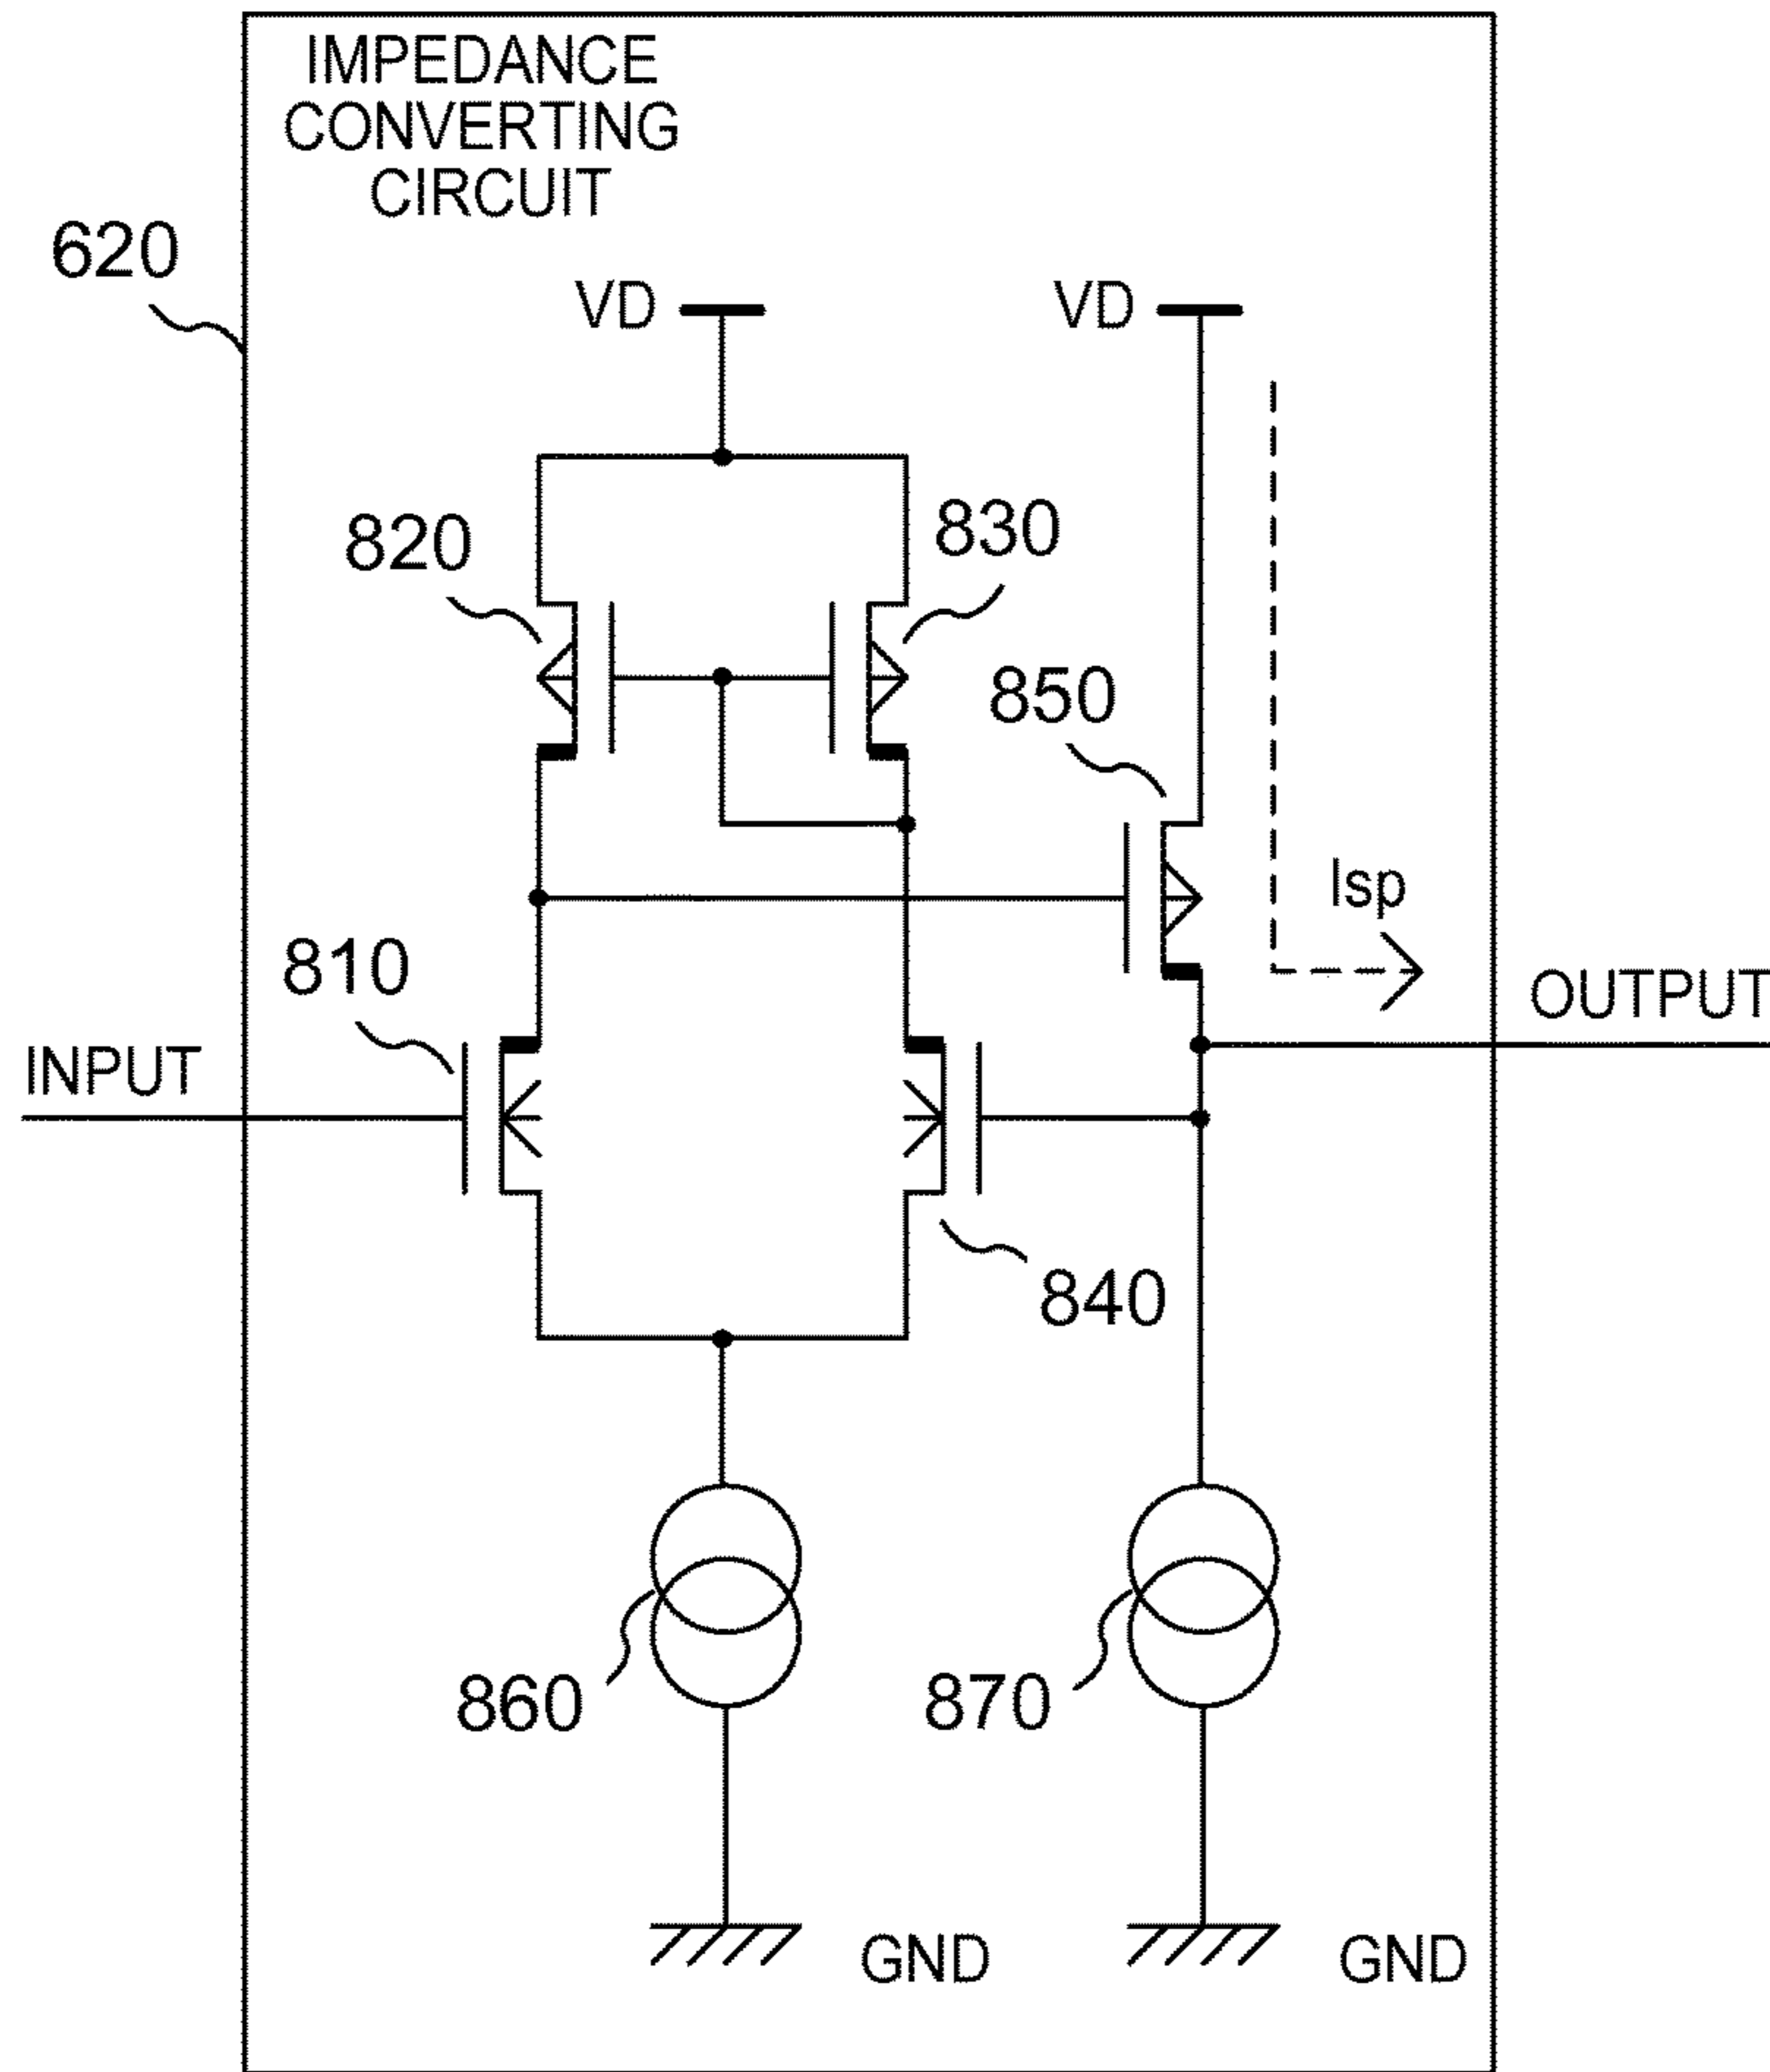 IMPEDANCE
CONVERTING
CIRCUIT
620
VD
VD
820
830
850
Isp
810
OUTPUT
INPUT
840
860
870
GND
GND